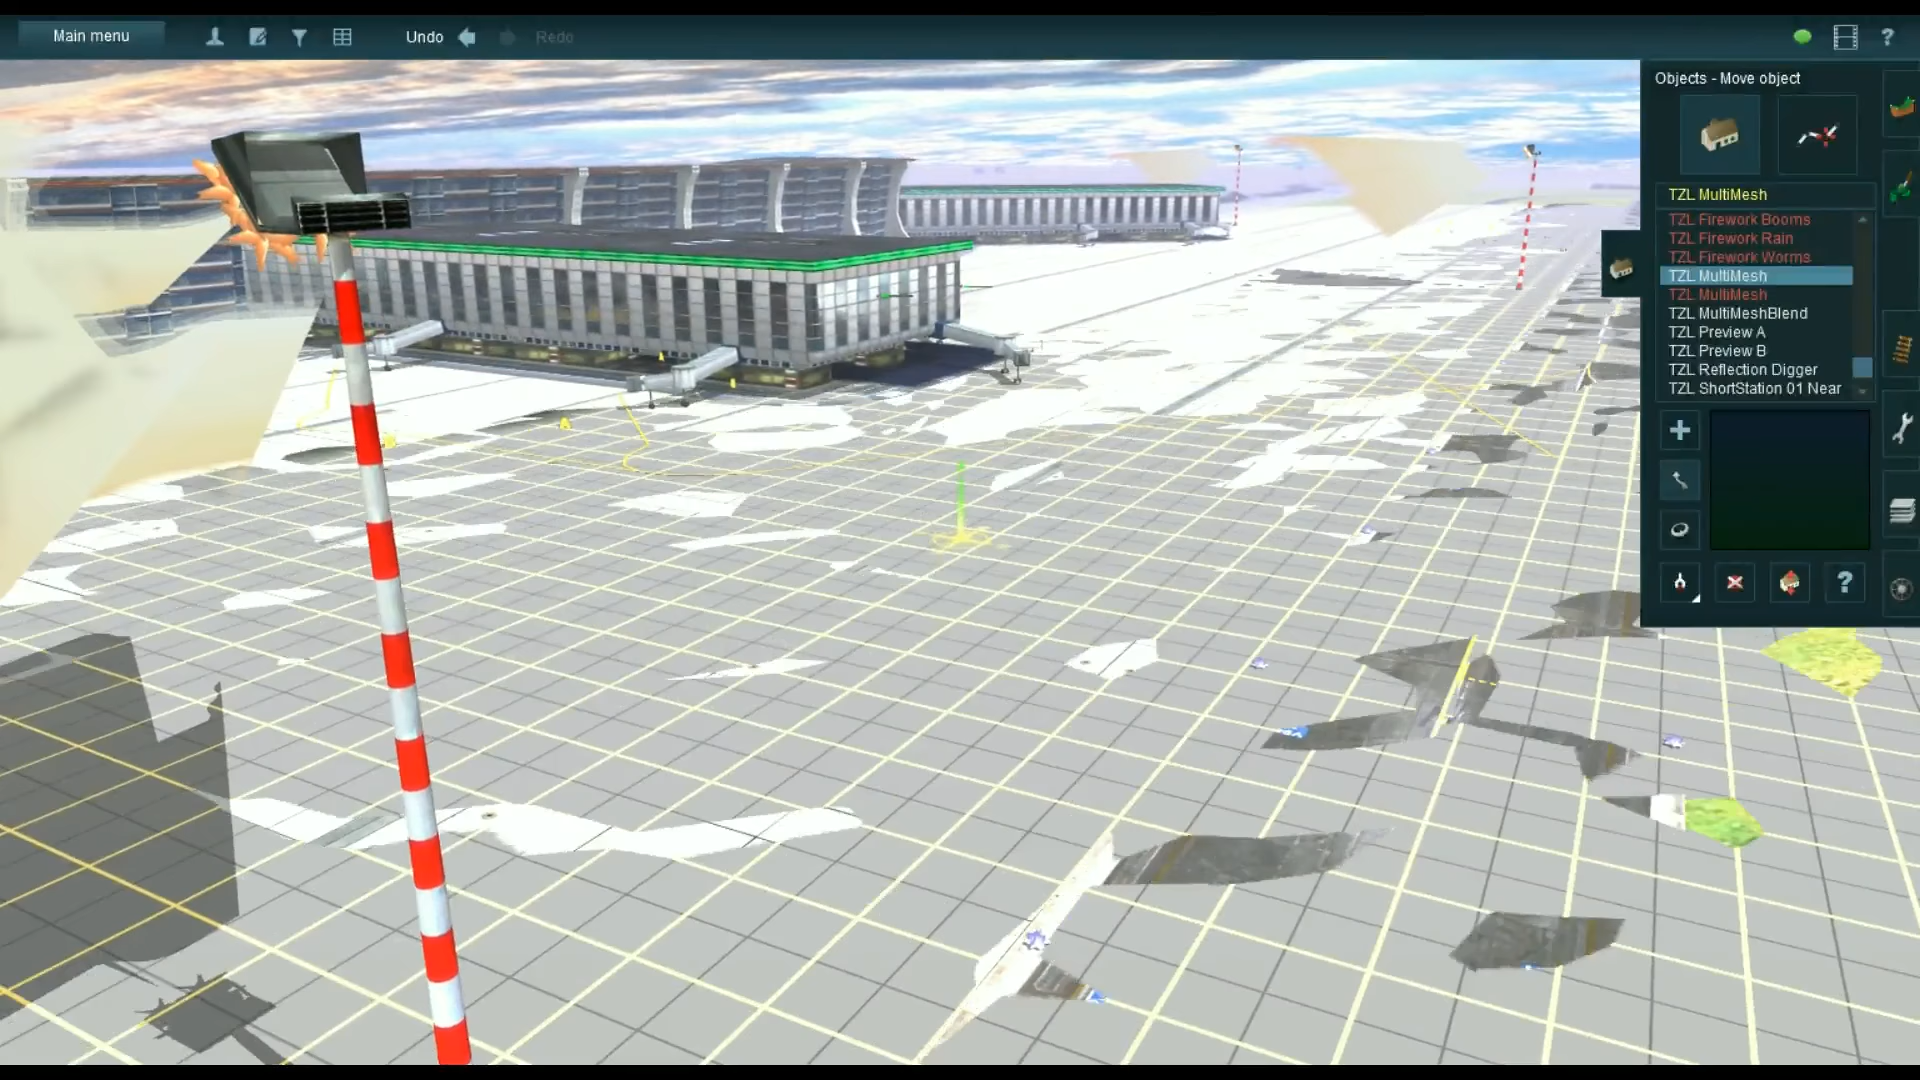 Main menu
Undo
Redo
?
Objects - Move object
TZL MultiMesh
TZL Firework Booms
TZL Firework Rain
TZL Firework Worms
TZL MultiMesh
TZL MultiMesh
TZL MultiMeshBlend
TZL Preview A
TZL Preview B
TZL Reflection Digger
TZL ShortStation 01 Near
?